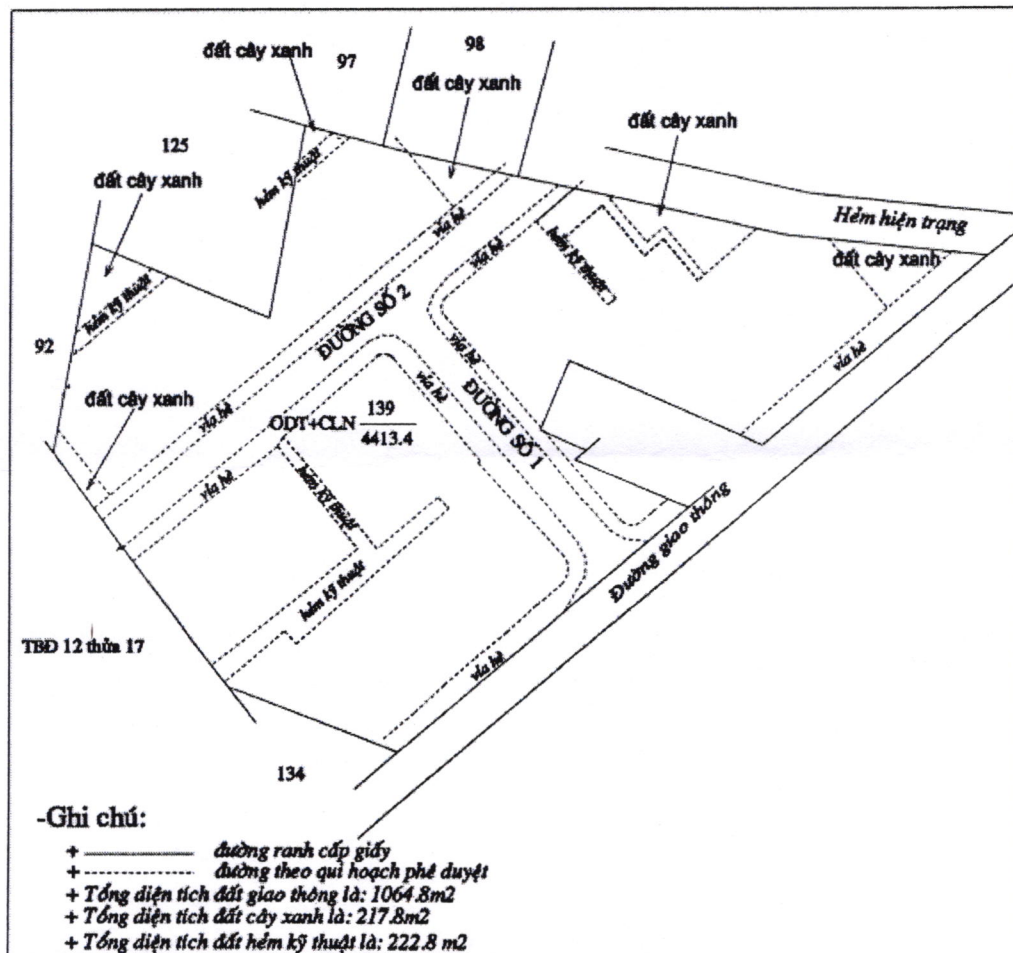 đất cây xanh
97
98
đất cây xanh
đất cây xanh
125
đất cây xanh
hẻm kỹ thuật
Hẻm hiện trạng
vỉa hè
vỉa hè
hẻm kỹ thuật
đất cây xanh
hẻm kỹ thuật
ĐƯỜNG SỐ 2
92
vỉa hè
vỉa hè
vỉa hè
đất cây xanh
vỉa hè
ODT+CLN 139
4413.4
ĐƯỜNG SỐ 1
vỉa hè
hẻm kỹ thuật
Đường giao thông
hẻm kỹ thuật
TBĐ 12 thửa 17
vỉa hè
134
-Ghi chú:
+ đường ranh cấp giấy
+ đường theo qui hoạch phê duyệt
+ Tổng diện tích đất giao thông là: 1064.8m2
+ Tổng diện tích đất cây xanh là: 217.8m2
+ Tổng diện tích đất hẻm kỹ thuật là: 222.8 m2